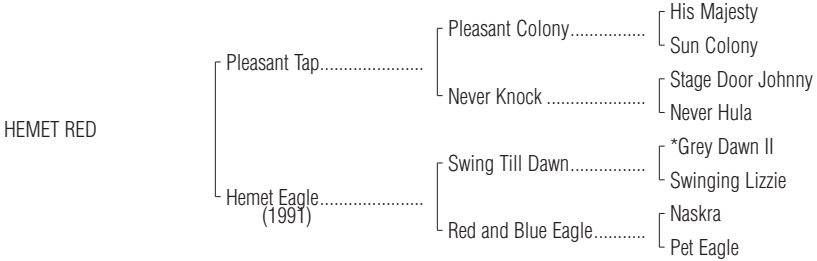 His Majesty
Pleasant Colony................
Sun Colony
Pleasant Tap......................
Stage Door Johnny
Never Knock .....................
Never Hula
HEMET RED
*Grey Dawn II
Swing Till Dawn................
Swinging Lizzie
Hemet Eagle......................
(1991)
Naskra
Red and Blue Eagle...........
Pet Eagle